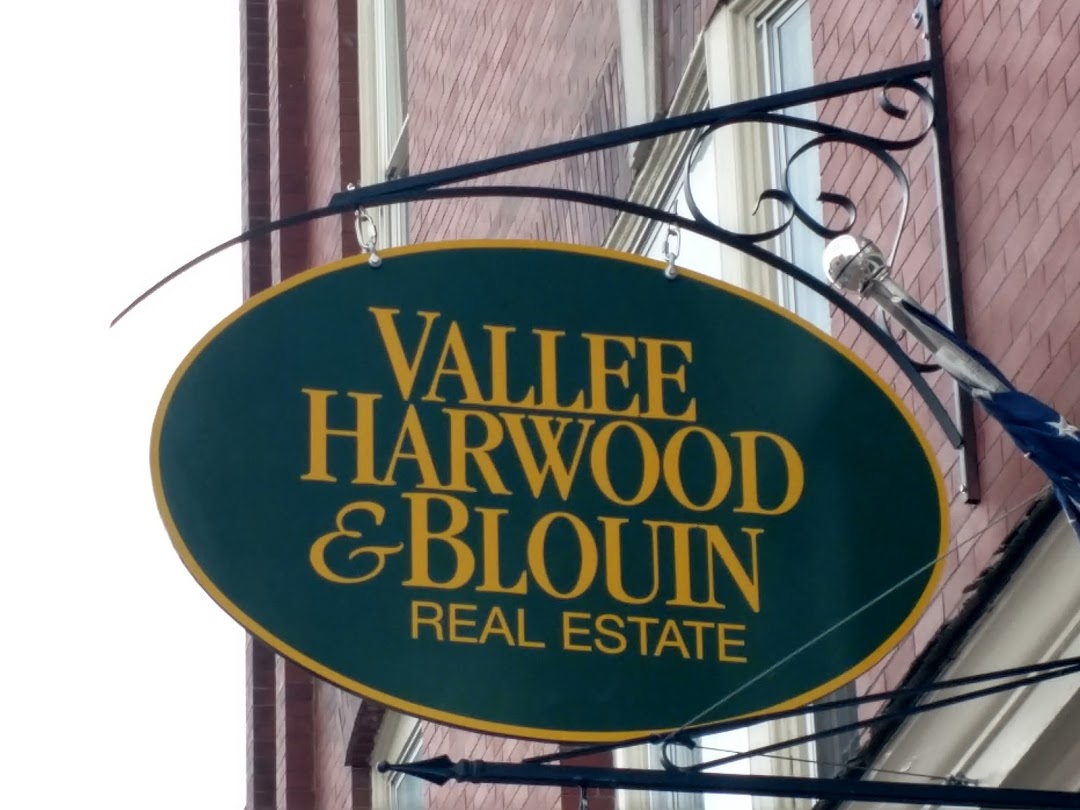 VALLEE
HARWOOD
& BLOUIN
REAL ESTATE